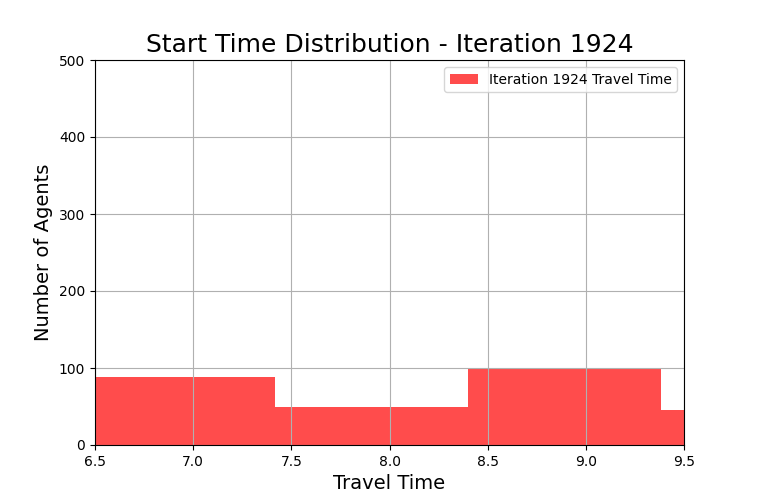 Start Time Distribution - Iteration 1924
Number of Agents
500
400
300
200
100
0
Iteration 1924 Travel Time
6.5 7.0 7.5 8.0 8.5 9.0 9.5
Travel Time